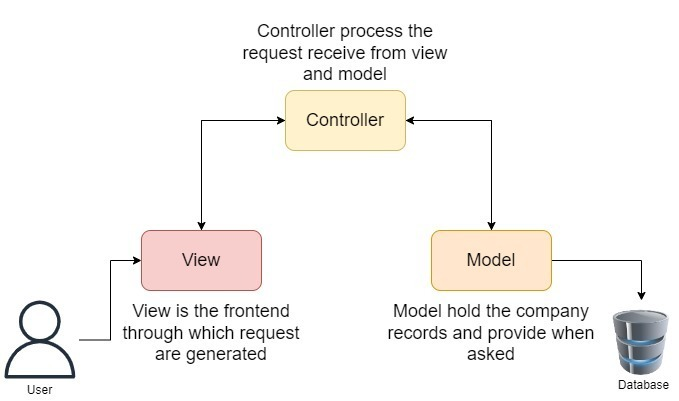 Controller process the
request receive from view
and model
Controller
View
Model
View is the frontend
through which request
are generated
Model hold the company
records and provide when
asked
User
Database